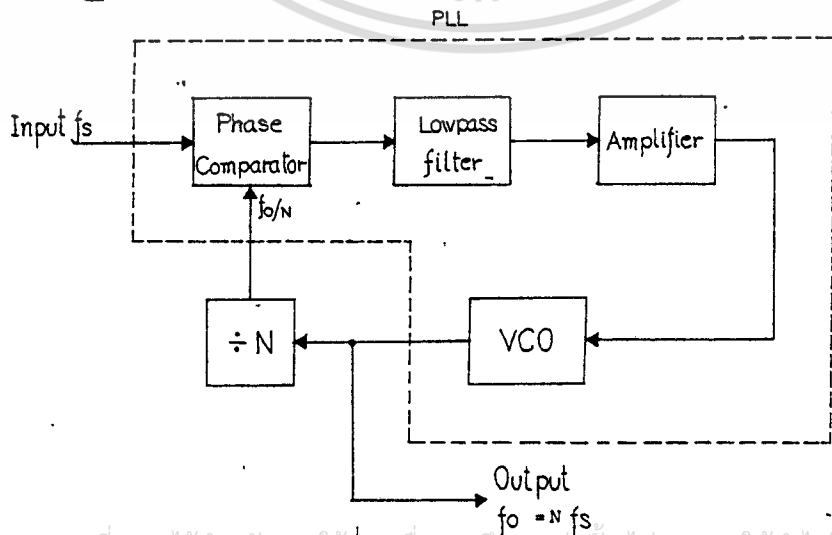 PLL
Input fs
Phase
Comparator
Lowpass
filter
Amplifier
fo/N
÷ N
VCO
Output
fo = N fs